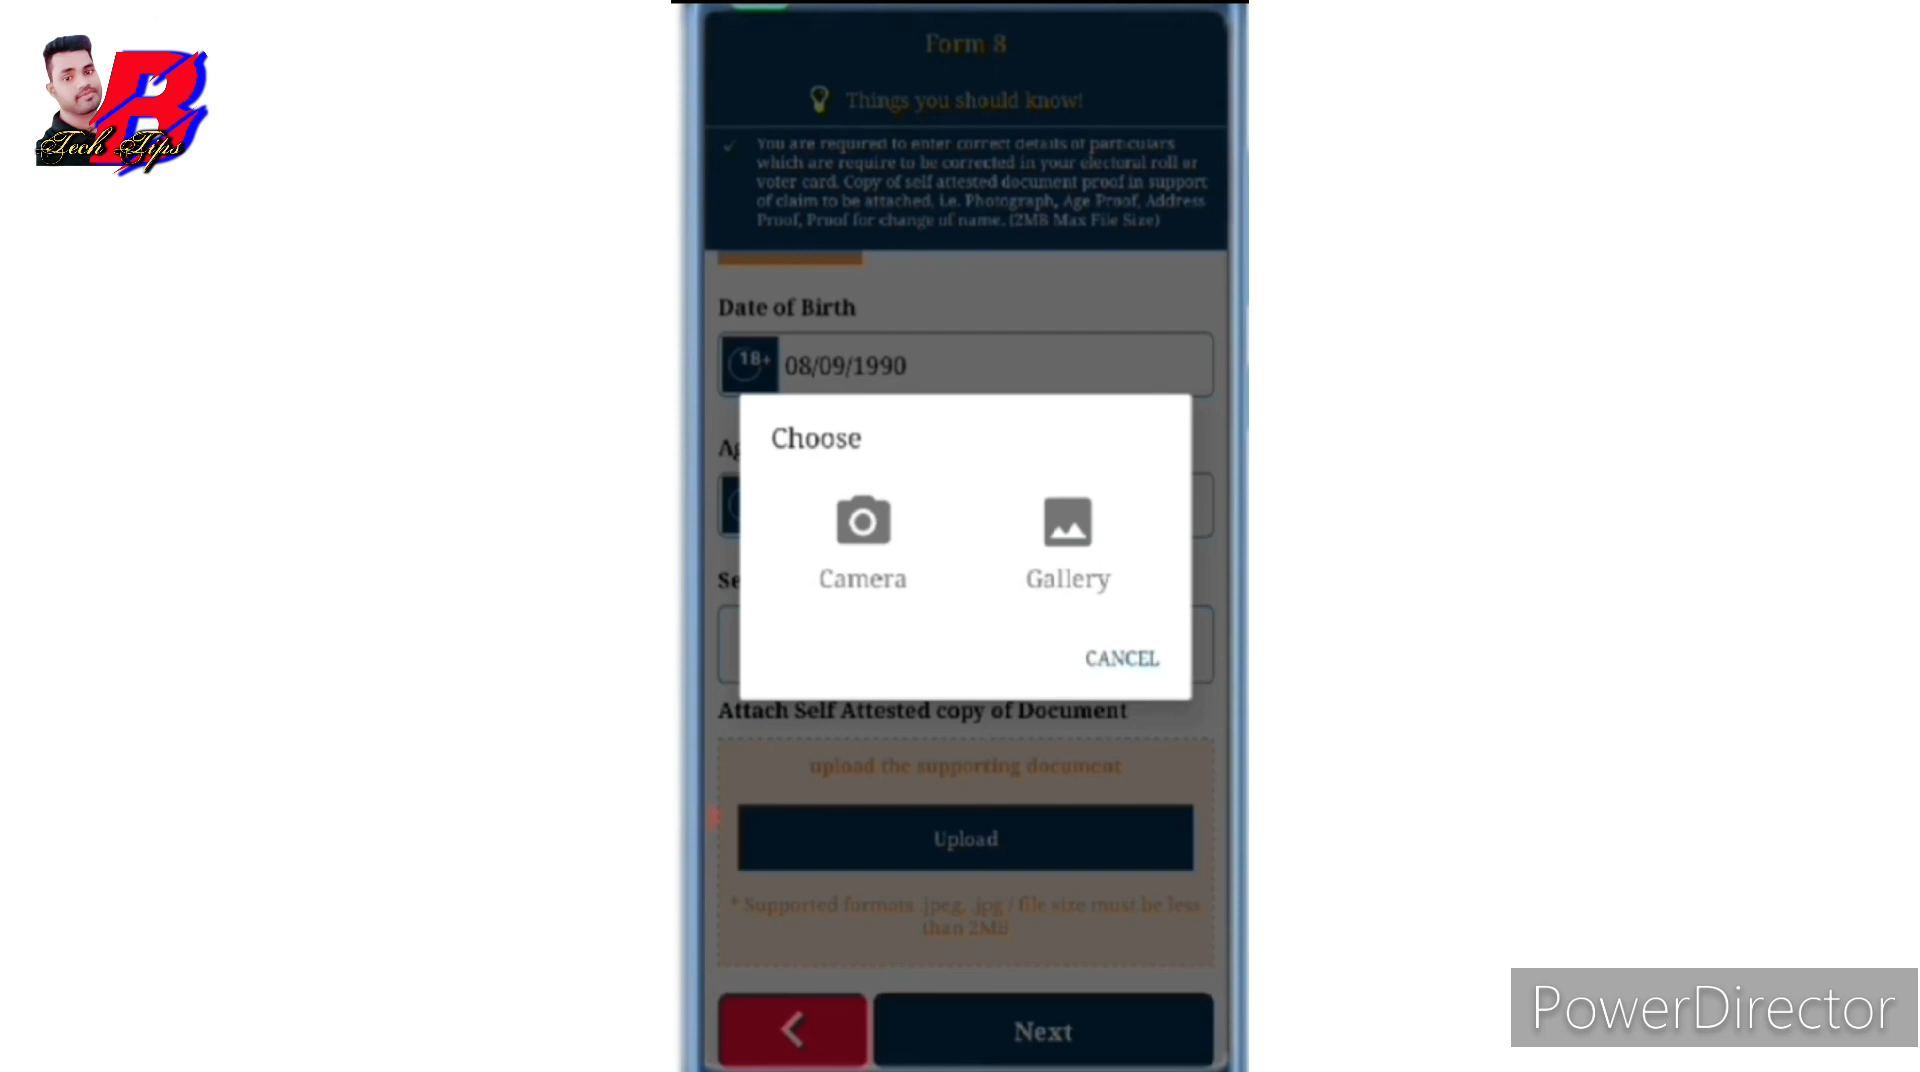 B
Tech Tips
Form 8
Things you should know!
You are required to enter correct details of particulars
which are require to be corrected in your electoral roll or
voter card. Copy of self attested document proof in support
of claim to be attached, i.e. Photograph, Age Proof, Address
Proof, Proof for change of name. (2MB Max File Size)
Date of Birth
18+ 08/09/1990
Choose
Camera
Gallery
CANCEL
Attach Self Attested copy of Document
upload the supporting document
Upload
* Supported formats .jpeg, .jpg / file size must be less
than 2MB
Next
PowerDirector